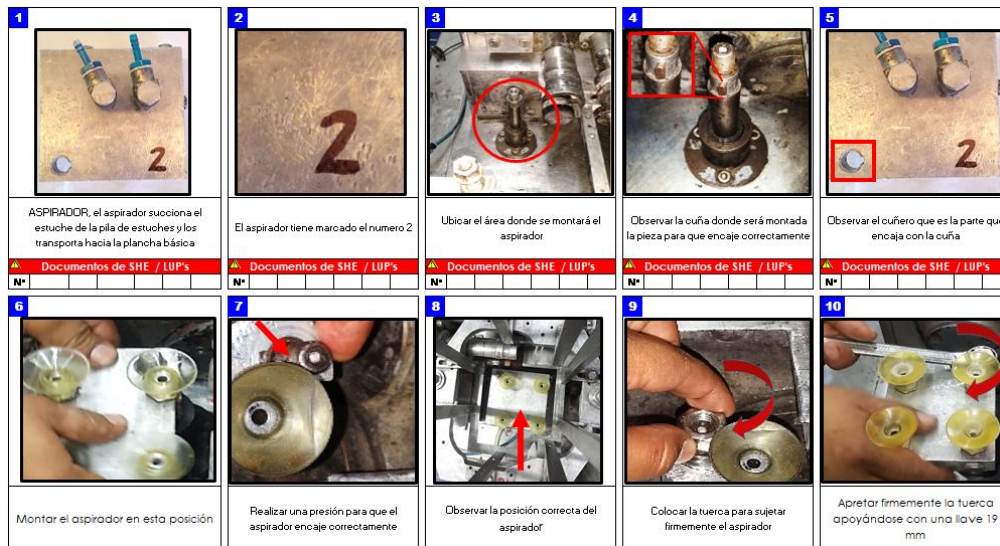 1
2
2
ASPIRADOR, el aspirador succiona el
estuche de la pila de estuches y los
transporta hacia la plancha básica
Documentos de SHE / LUP's
N°
2
2
El aspirador tiene marcado el numero 2
Documentos de SHE / LUP's
N°
3
Ubicar el área donde se montará el
aspirador
Documentos de SHE / LUP's
N°
4
Observar la cuña donde será montada
la pieza para que encaje correctamente
Documentos de SHE / LUP's
N°
5
2
Observar el cuñero que es la parte que
encaja con la cuña
Documentos de SHE / LUP's
N°
6
Montar el aspirador en esta posición
7
Realizar una presión para que el
aspirador encaje correctamente
8
Observar la posición correcta del
aspirador
9
Colocar la tuerca para sujetar
firmemente el aspirador
10
Apretar firmemente la tuerca
apoyándose con una llave 19
mm